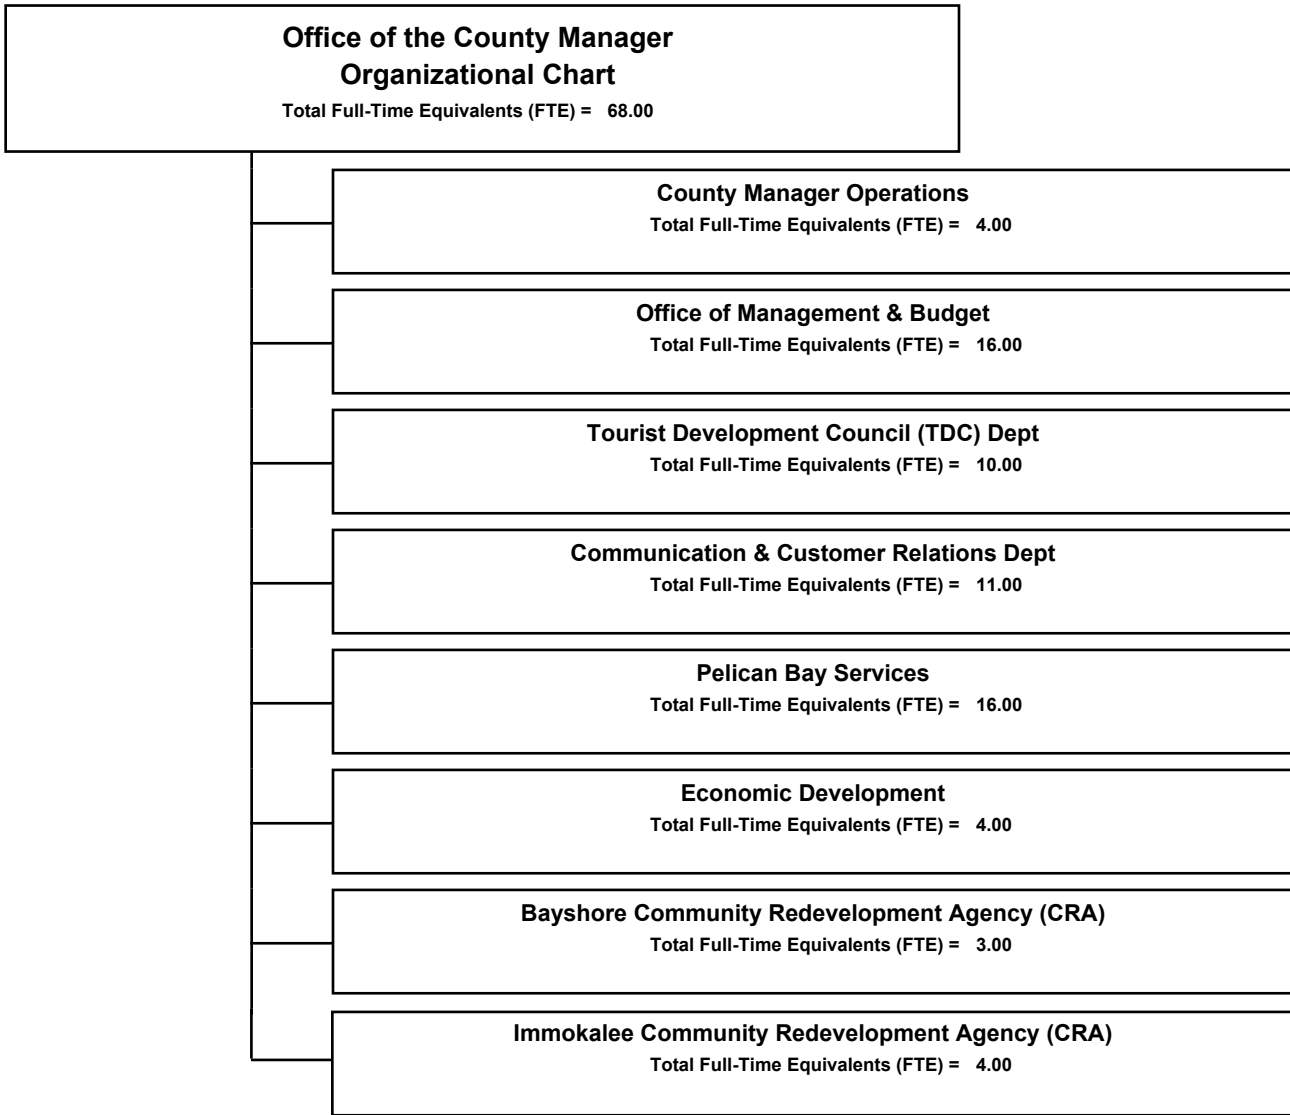 Office of the County Manager
Organizational Chart
Total Full-Time Equivalents (FTE) = 68.00
County Manager Operations
Total Full-Time Equivalents (FTE) = 4.00
Office of Management & Budget
Total Full-Time Equivalents (FTE) = 16.00
Tourist Development Council (TDC) Dept
Total Full-Time Equivalents (FTE) = 10.00
Communication & Customer Relations Dept
Total Full-Time Equivalents (FTE) = 11.00
Pelican Bay Services
Total Full-Time Equivalents (FTE) = 16.00
Economic Development
Total Full-Time Equivalents (FTE) = 4.00
Bayshore Community Redevelopment Agency (CRA)
Total Full-Time Equivalents (FTE) = 3.00
Immokalee Community Redevelopment Agency (CRA)
Total Full-Time Equivalents (FTE) = 4.00